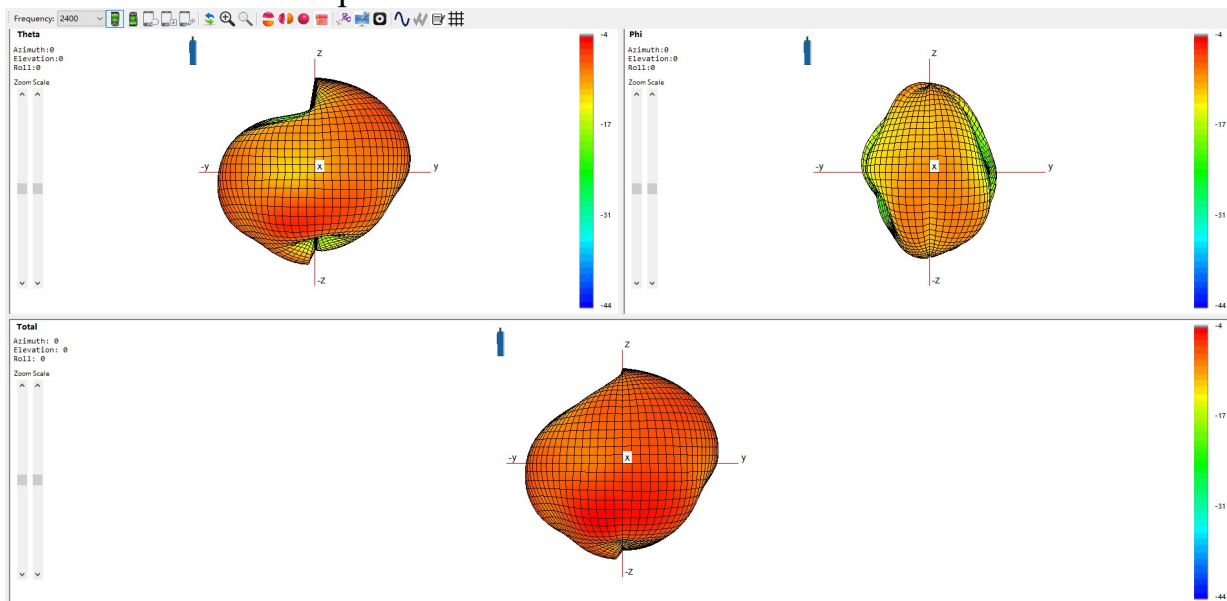 Frequency: 2400
Theta
Azimuth:0
Elevation:0
Roll:0
Zoom Scale
Z
-y
x
y
-Z
-4
-17
-31
-44
Phi
Azimuth:0
Elevation:0
Roll:0
Zoom Scale
Z
-y
x
y
-Z
-4
-17
-31
-44
Total
Azimuth: 0
Elevation: 0
Roll: 0
Zoom Scale
Z
-y
x
y
-Z
-4
-17
-31
-44